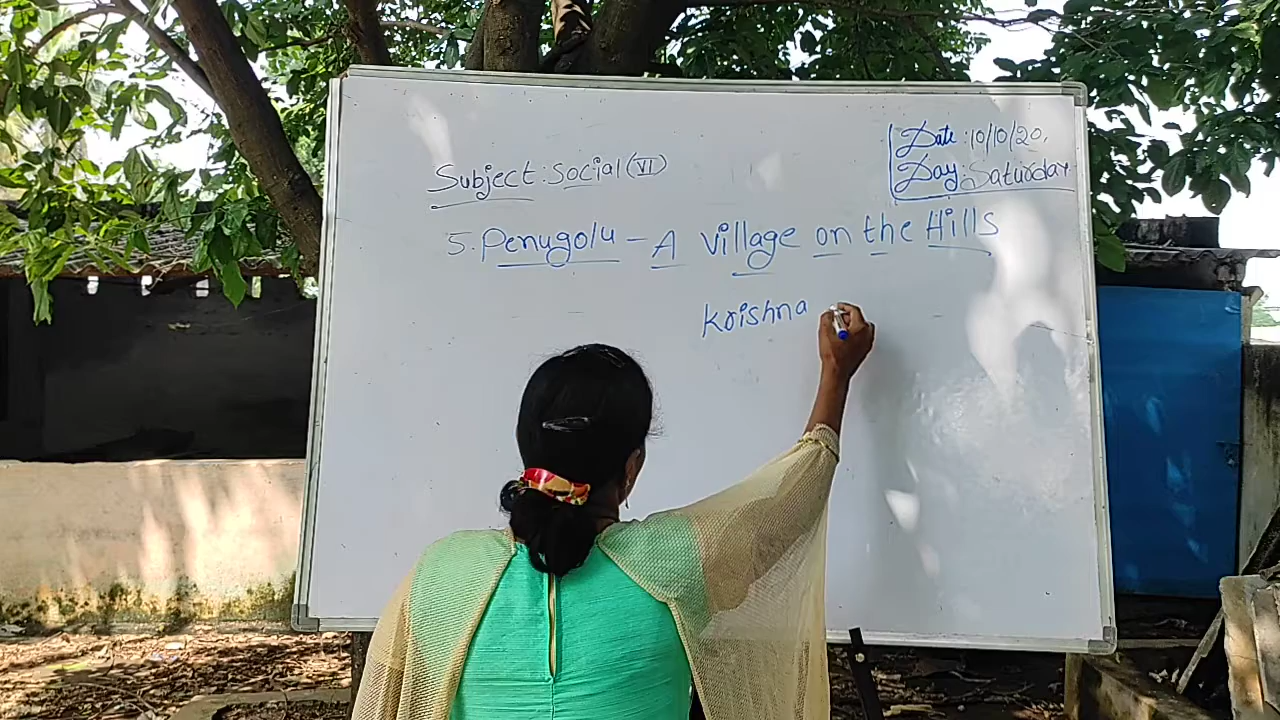 Date: 10/10/20.
Day: Saturday
Subject: Social (VI)
5. Penugolu - A Village on the Hills
Krishna